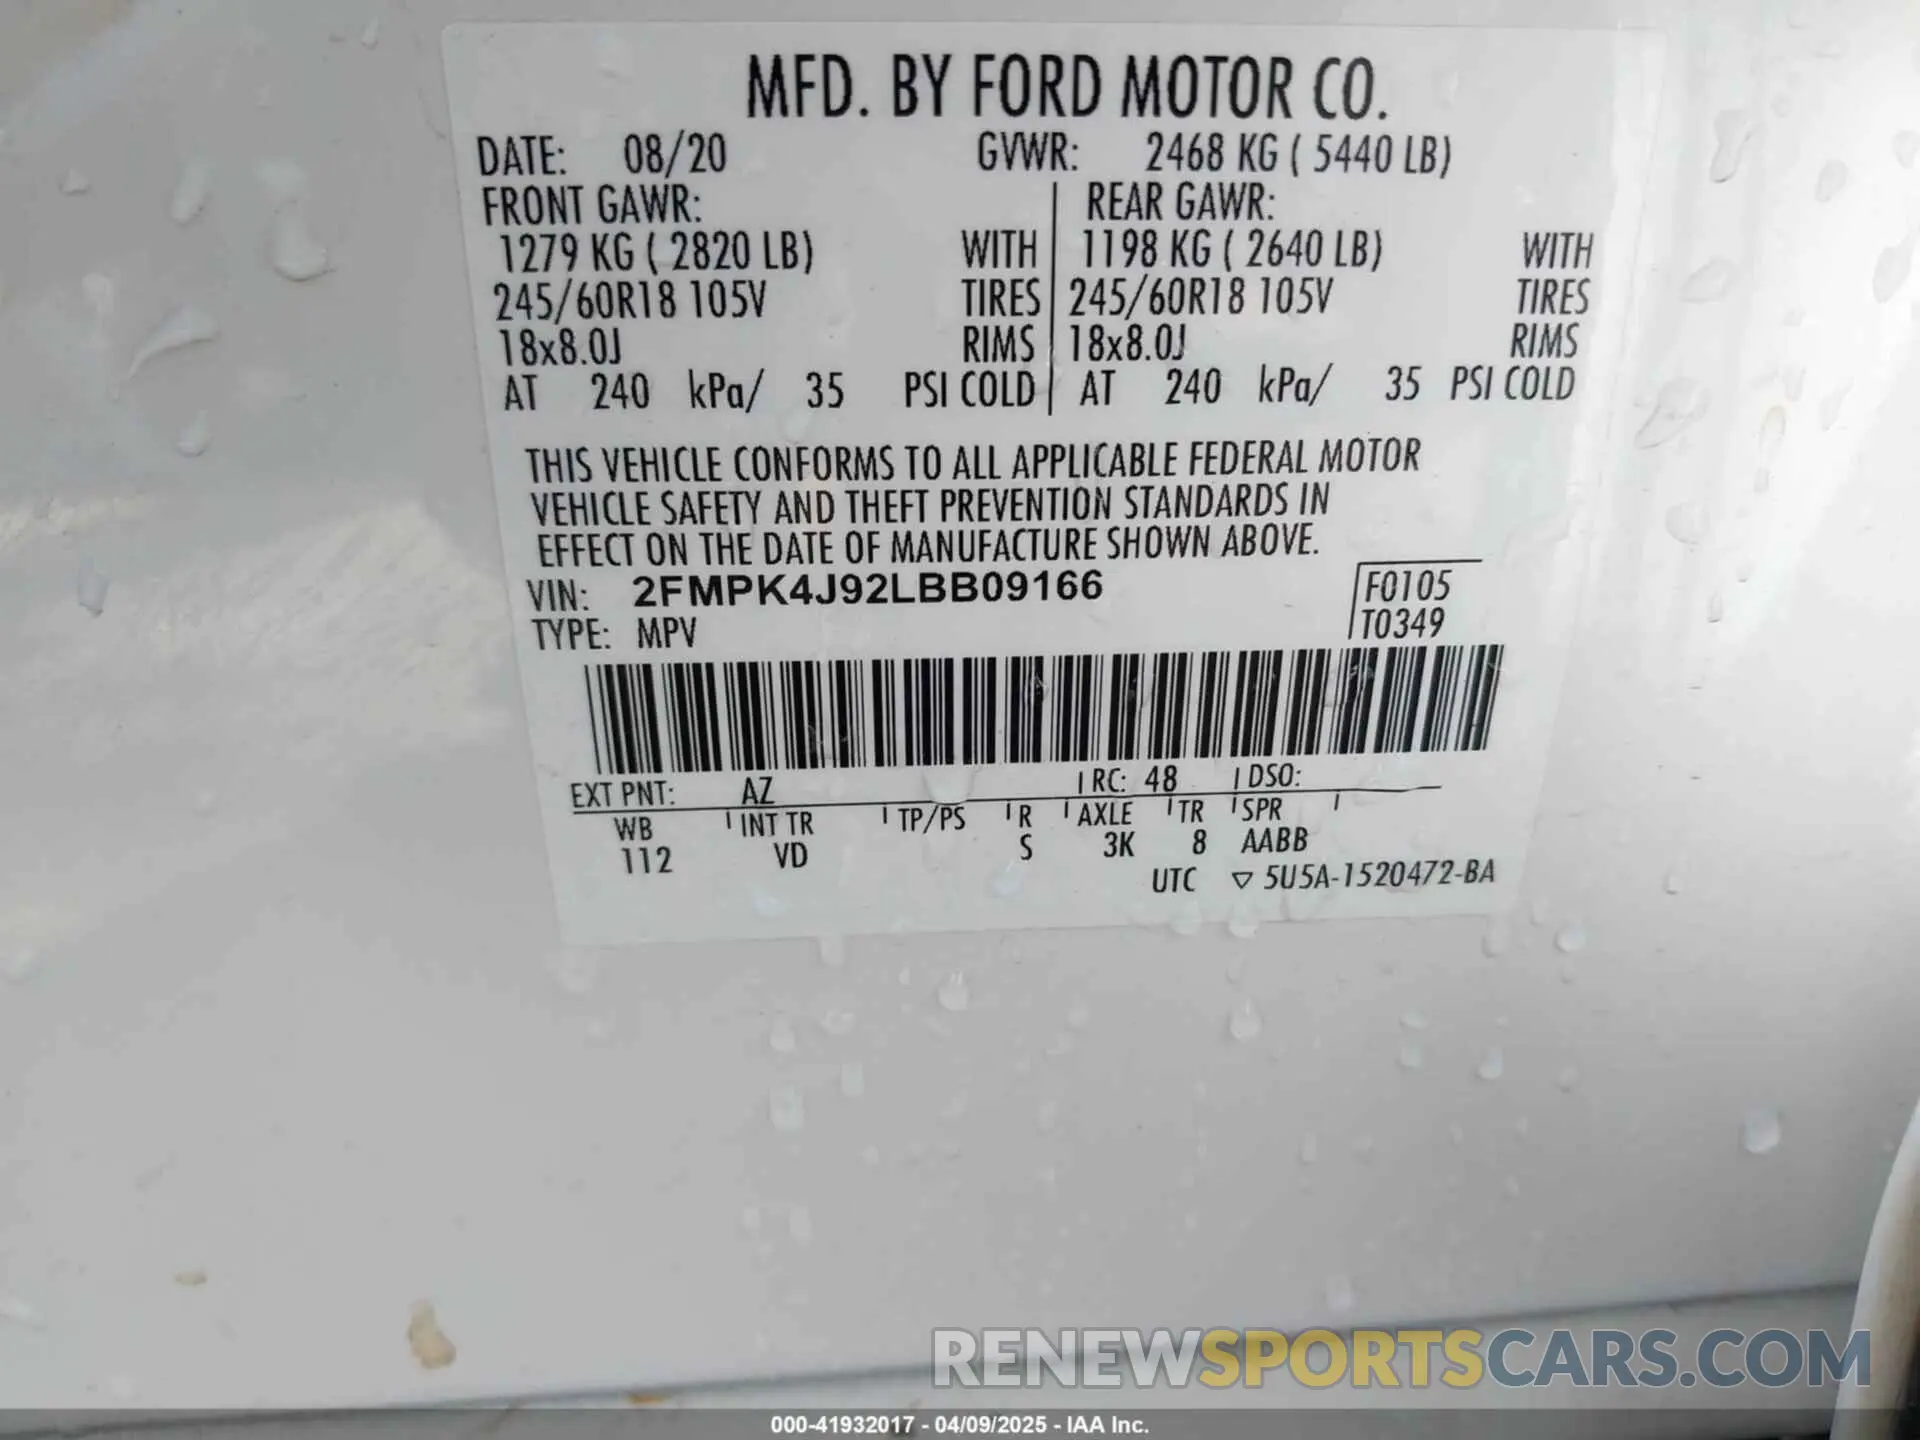 MFD. BY FORD MOTOR CO.
DATE: 08/20 GVWR: 2468 KG ( 5440 LB)
FRONT GAWR: REAR GAWR:
1279 KG ( 2820 LB) WITH 1198 KG ( 2640 LB) WITH
245/60R18 105V TIRES 245/60R18 105V TIRES
18x8.0J RIMS 18x8.0J RIMS
AT 240 kPa/ 35 PSI COLD AT 240 kPa/ 35 PSI COLD
THIS VEHICLE CONFORMS TO ALL APPLICABLE FEDERAL MOTOR
VEHICLE SAFETY AND THEFT PREVENTION STANDARDS IN
EFFECT ON THE DATE OF MANUFACTURE SHOWN ABOVE.
VIN: 2FMPK4J92LBB09166 F0105
TYPE: MPV T0349
EXT PNT: AZ RC: 48 DSO:
WB INT TR TP/PS R AXLE TR SPR
112 VD S 3K 8 AABB
UTC ▽ 5U5A-1520472-BA
RENEWSPORTSCARS.COM
000-41932017 - 04/09/2025 - IAA Inc.